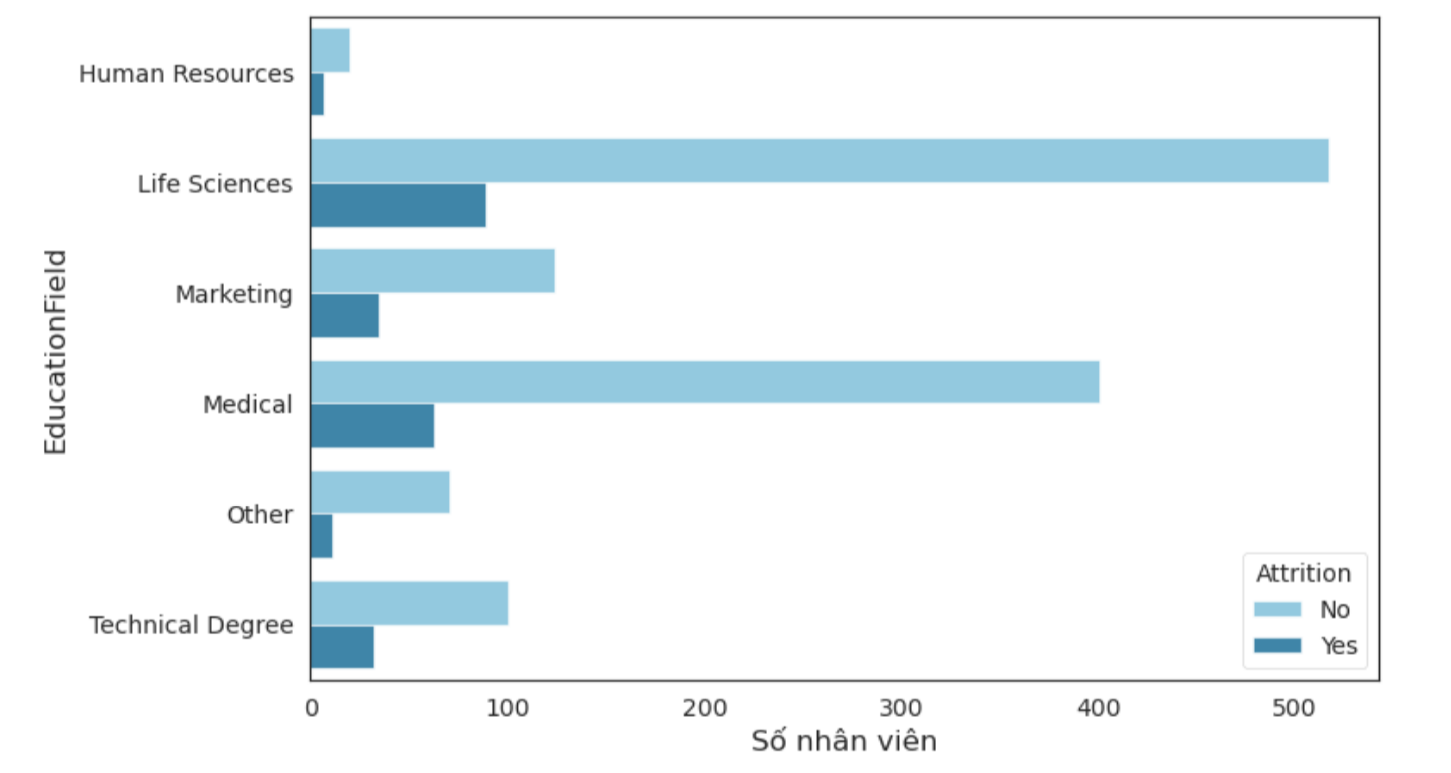 Human Resources
Life Sciences
Marketing
Medical
Other
Technical Degree
EducationField
0 100 200 300 400 500
Số nhân viên
Attrition
No
Yes